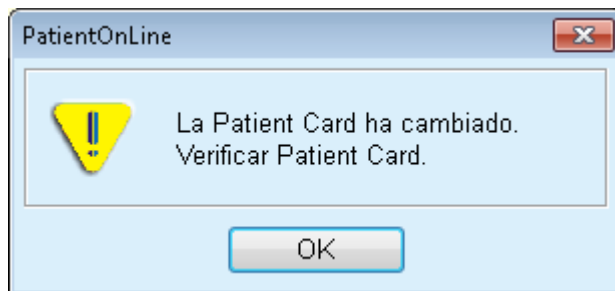 PatientOnLine
La Patient Card ha cambiado.
Verificar Patient Card.
OK